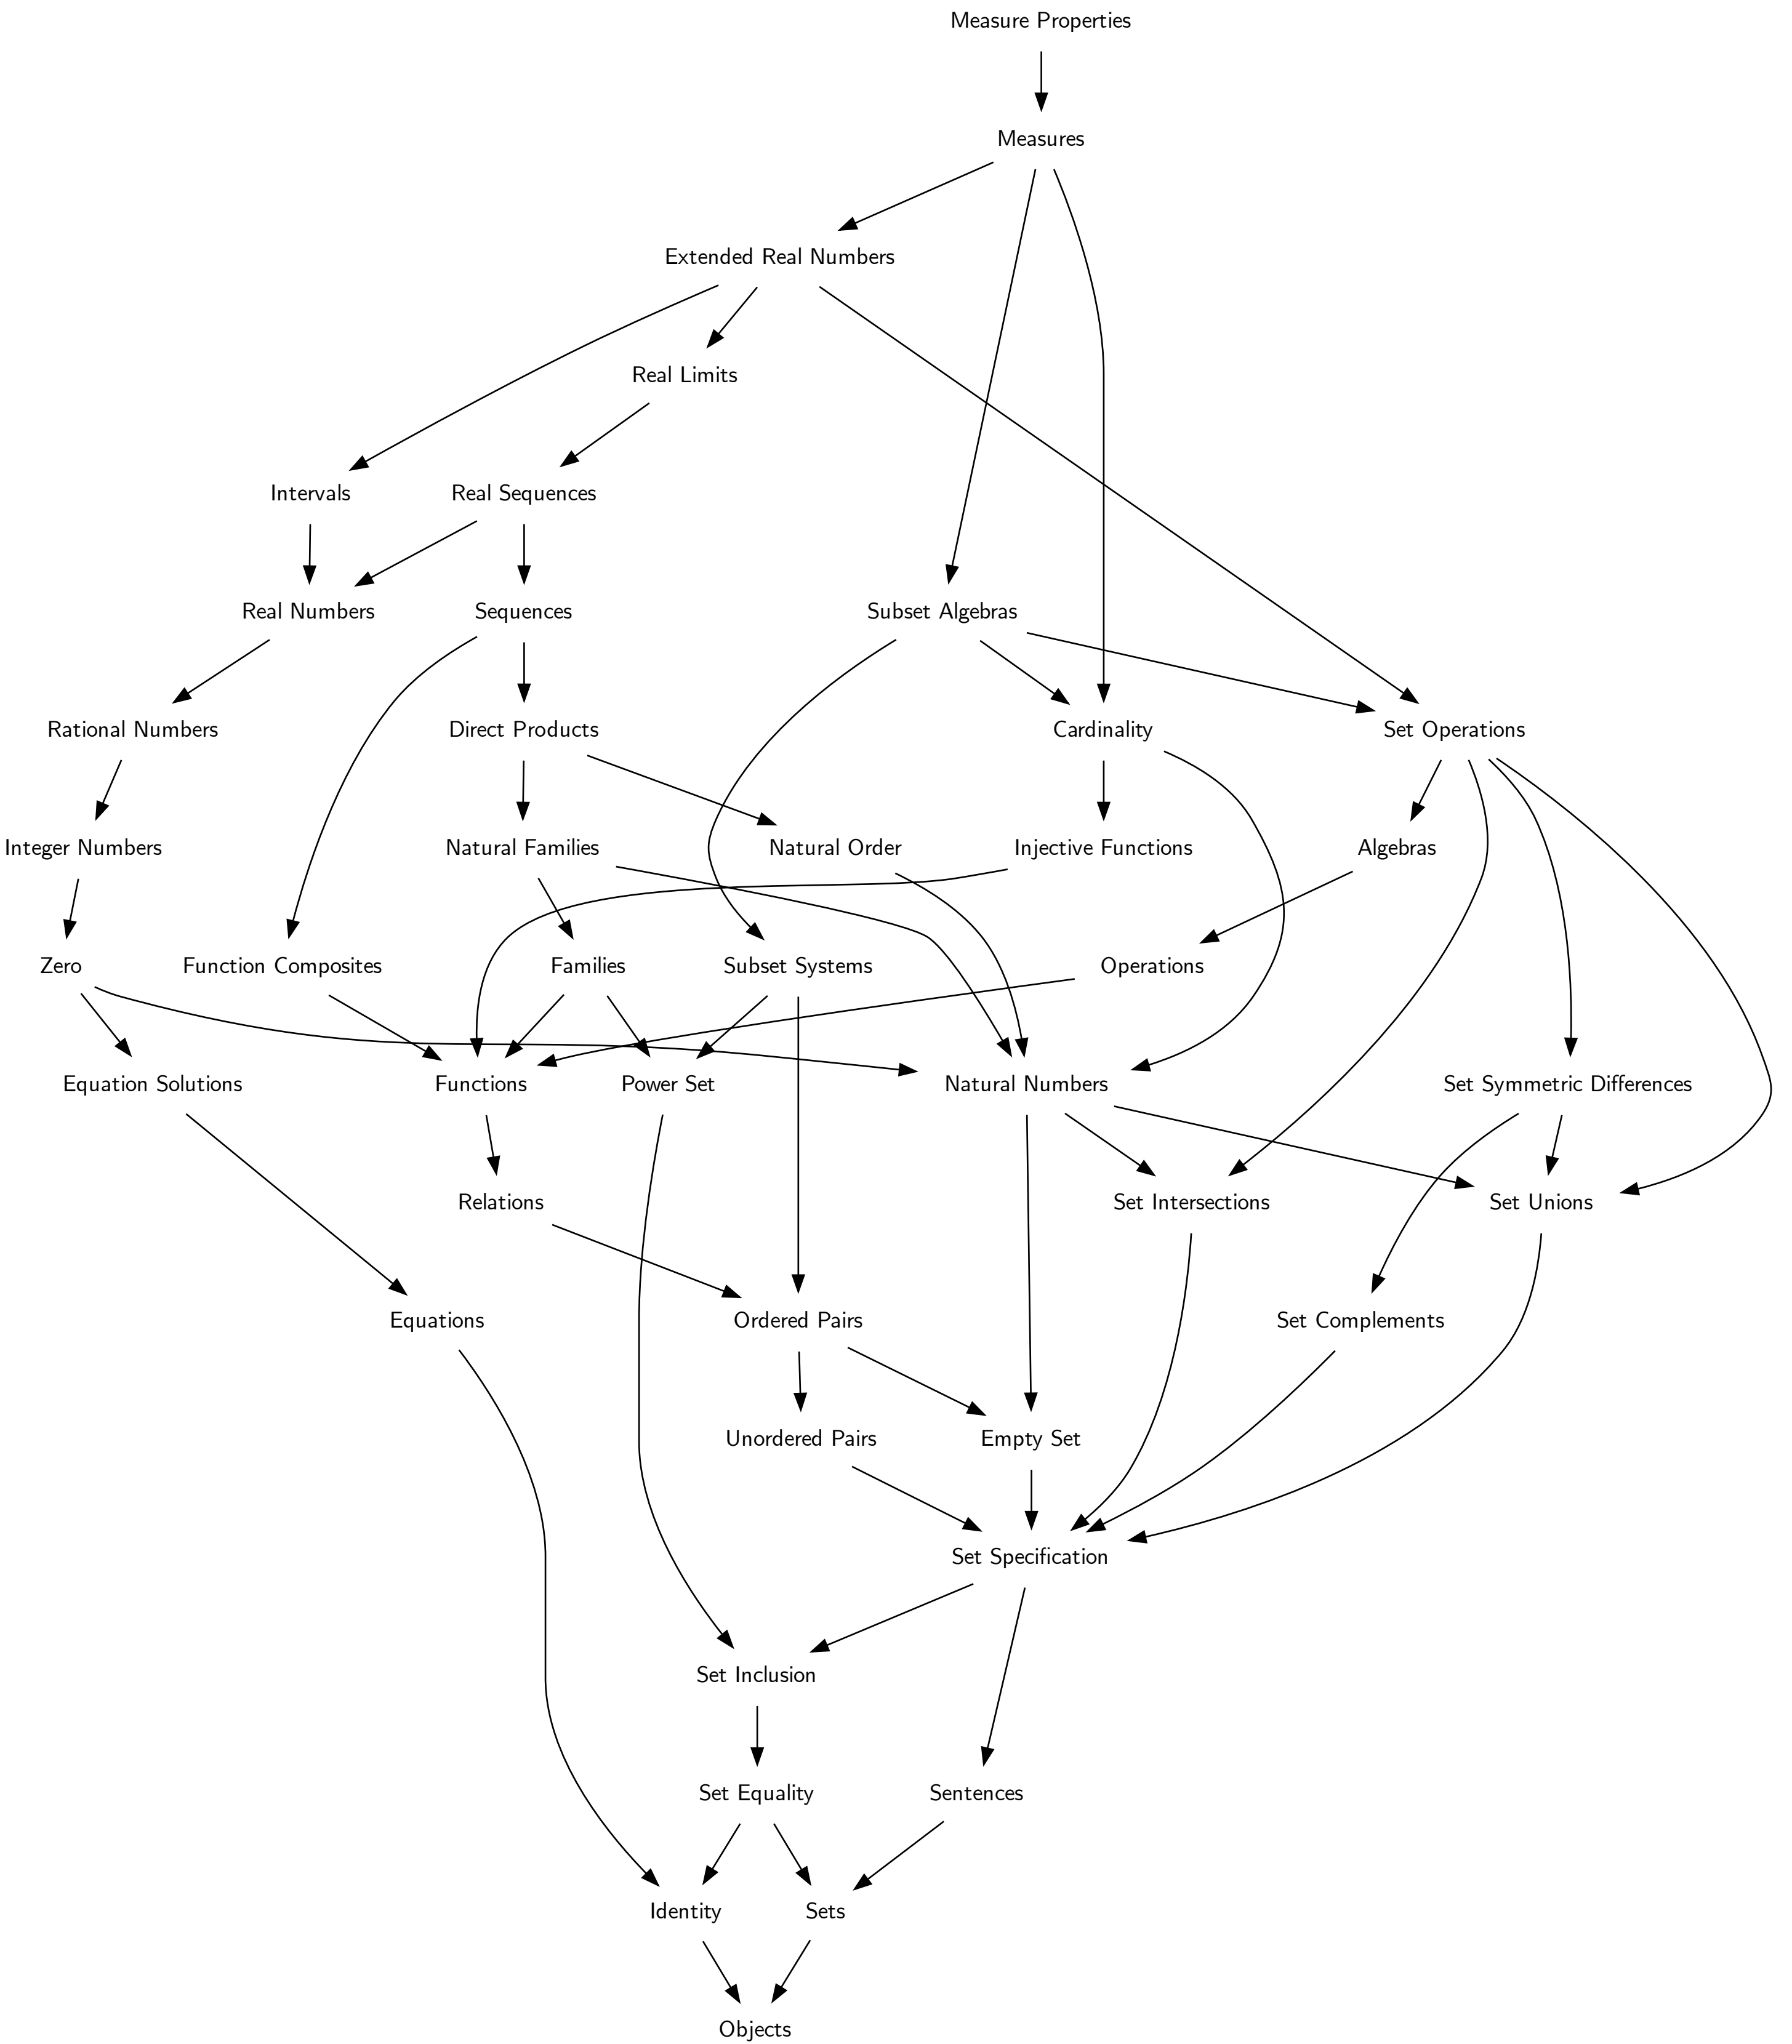 Measure Properties
Measures
Extended Real Numbers
Real Limits
Intervals
Real Sequences
Real Numbers
Sequences
Subset Algebras
Rational Numbers
Direct Products
Cardinality
Set Operations
Integer Numbers
Natural Families
Natural Order
Injective Functions
Algebras
Zero
Function Composites
Families
Subset Systems
Operations
Equation Solutions
Functions
Power Set
Natural Numbers
Set Symmetric Differences
Relations
Set Intersections
Set Unions
Equations
Ordered Pairs
Set Complements
Unordered Pairs
Empty Set
Set Specification
Set Inclusion
Set Equality
Sentences
Identity
Sets
Objects